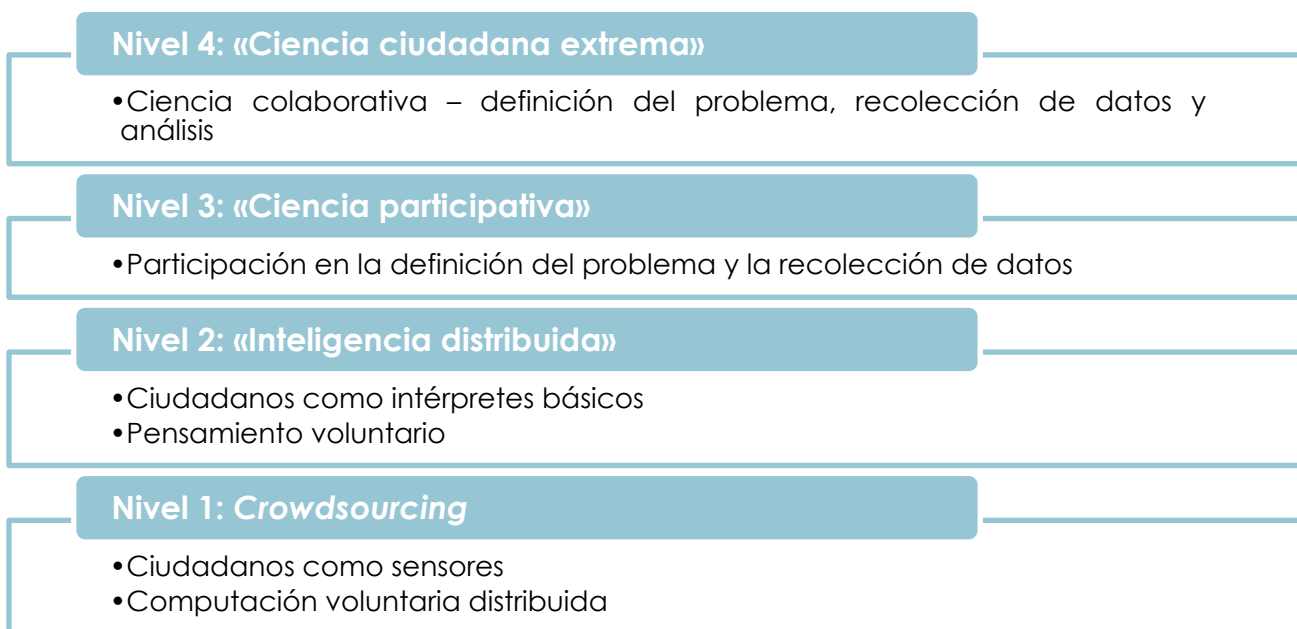 Nivel 4: «Ciencia ciudadana extrema»
•Ciencia colaborativa – definición del problema, recolección de datos y
análisis
Nivel 3: «Ciencia participativa»
•Participación en la definición del problema y la recolección de datos
Nivel 2: «Inteligencia distribuida»
•Ciudadanos como intérpretes básicos
•Pensamiento voluntario
Nivel 1: Crowdsourcing
•Ciudadanos como sensores
•Computación voluntaria distribuida